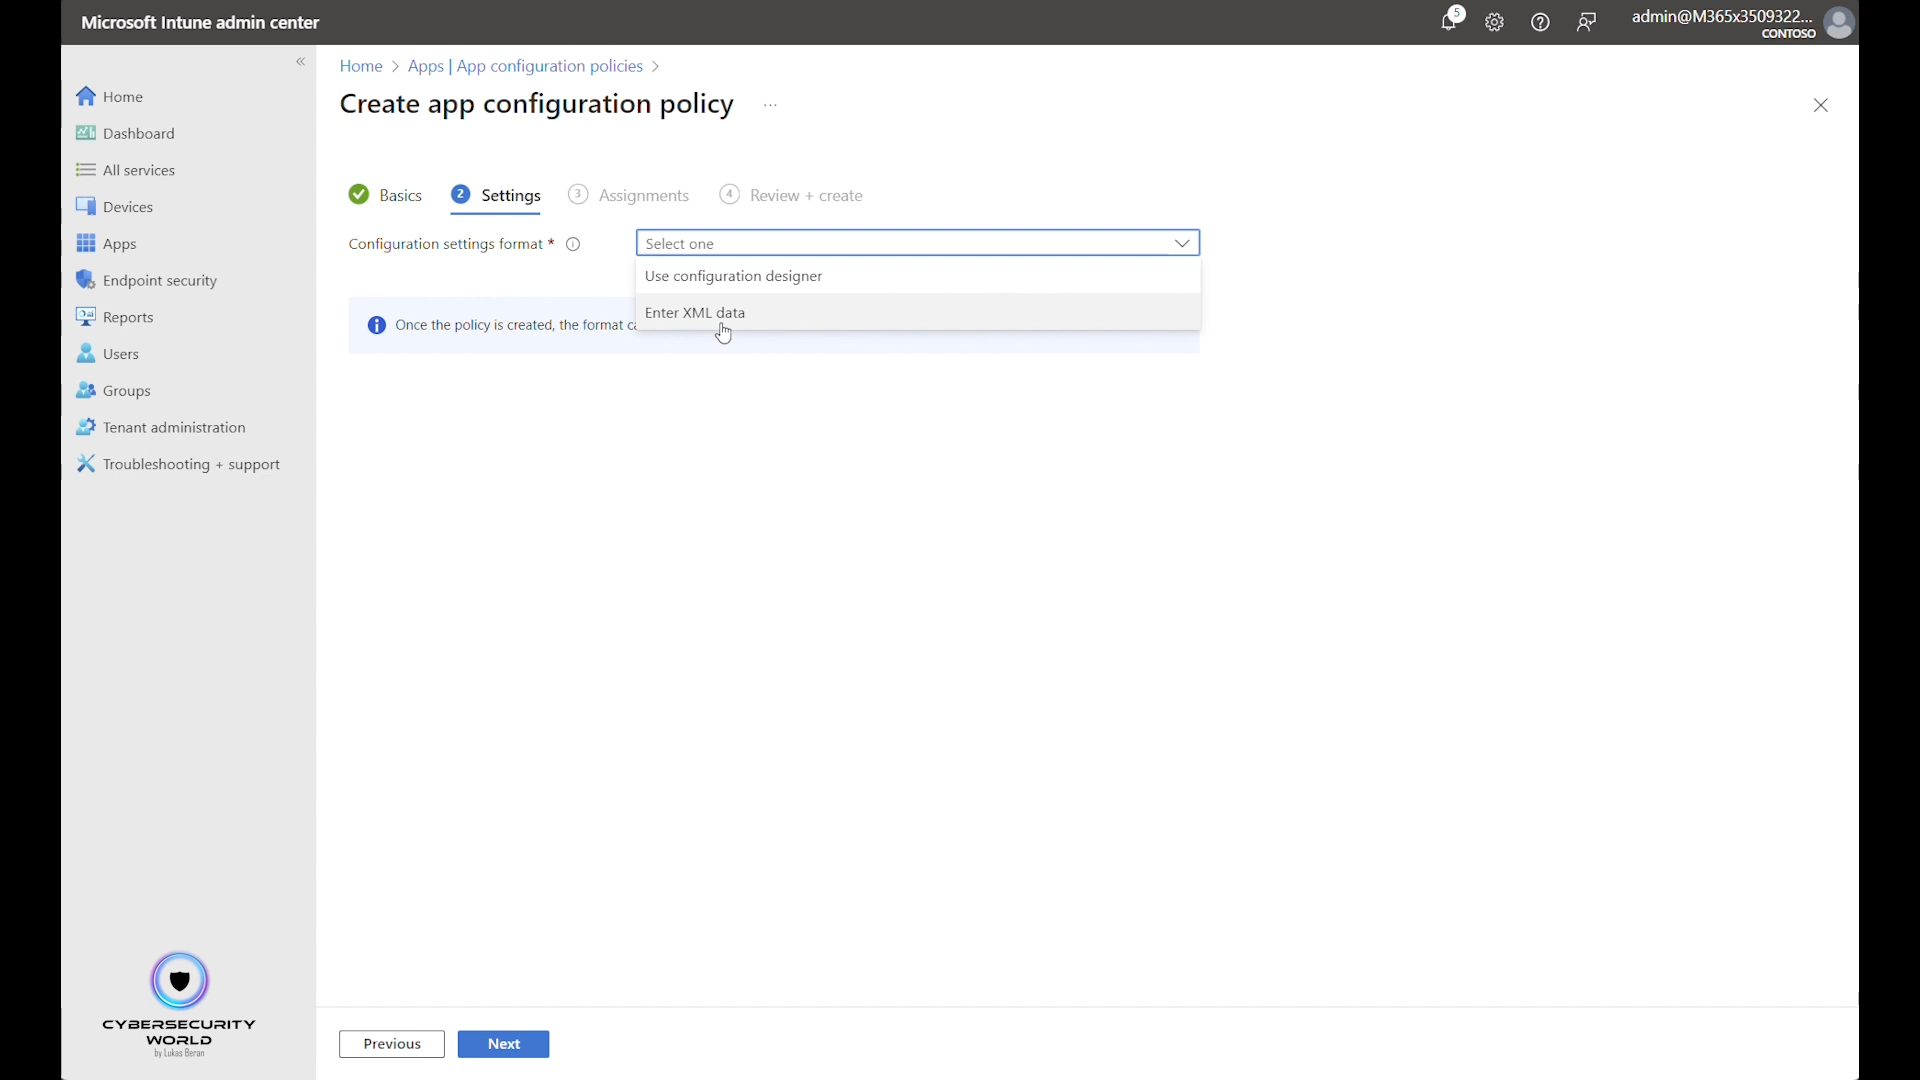 Microsoft Intune admin center
5
admin@M365x3509322...
CONTOSO
«
Home > Apps | App configuration policies >
Create app configuration policy ...
Home
Dashboard
All services
Devices
Apps
Endpoint security
Reports
Users
Groups
Tenant administration
Troubleshooting + support
Basics
2 Settings
3 Assignments
4 Review + create
Configuration settings format *
Select one
Use configuration designer
Enter XML data
Once the policy is created, the format
CYBERSECURITY
WORLD
by Lukas Beran
Previous
Next